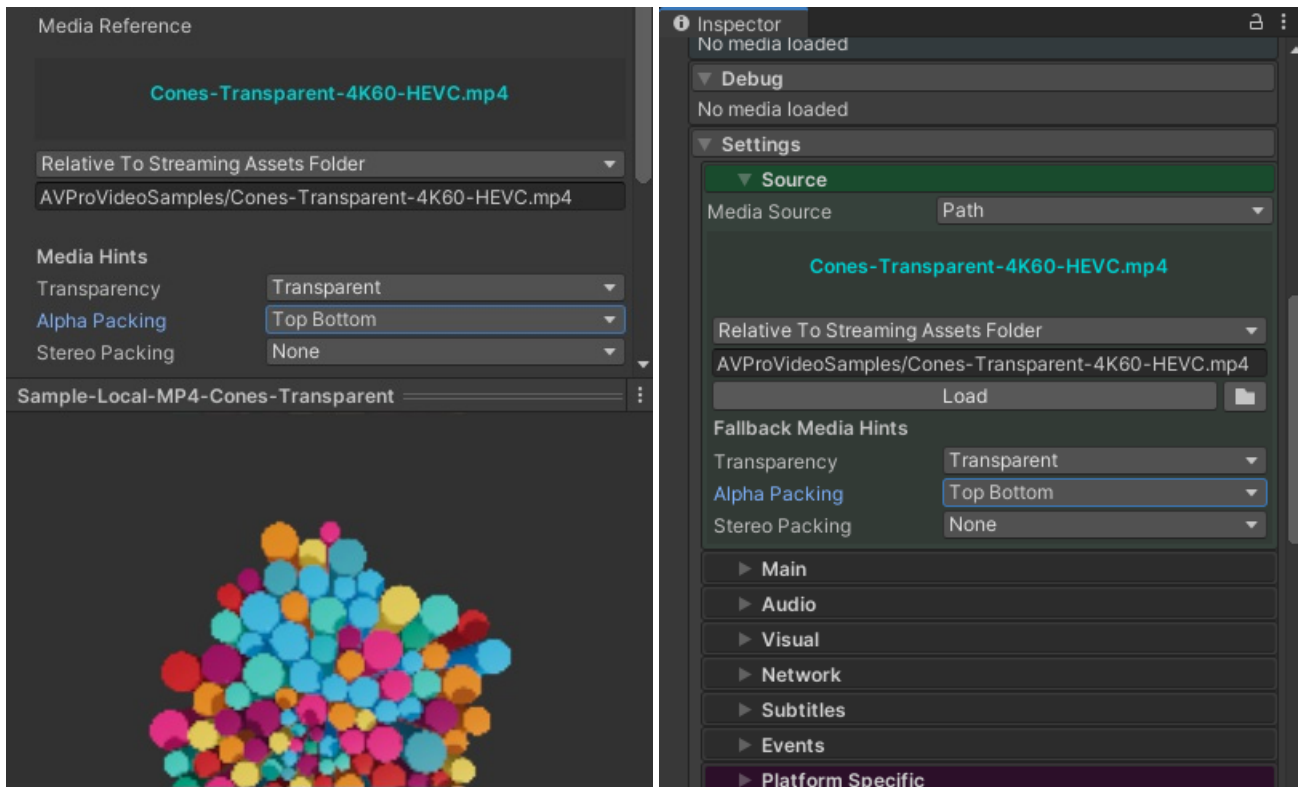 Media Reference
Cones-Transparent-4K60-HEVC.mp4
Relative To Streaming Assets Folder
AVProVideoSamples/Cones-Transparent-4K60-HEVC.mp4
Media Hints
Transparency Transparent
Alpha Packing Top Bottom
Stereo Packing None
Sample-Local-MP4-Cones-Transparent
Inspector
No media loaded
Debug
No media loaded
Settings
Source
Media Source Path
Cones-Transparent-4K60-HEVC.mp4
Relative To Streaming Assets Folder
AVProVideoSamples/Cones-Transparent-4K60-HEVC.mp4
Load
Fallback Media Hints
Transparency Transparent
Alpha Packing Top Bottom
Stereo Packing None
Main
Audio
Visual
Network
Subtitles
Events
Platform Specific